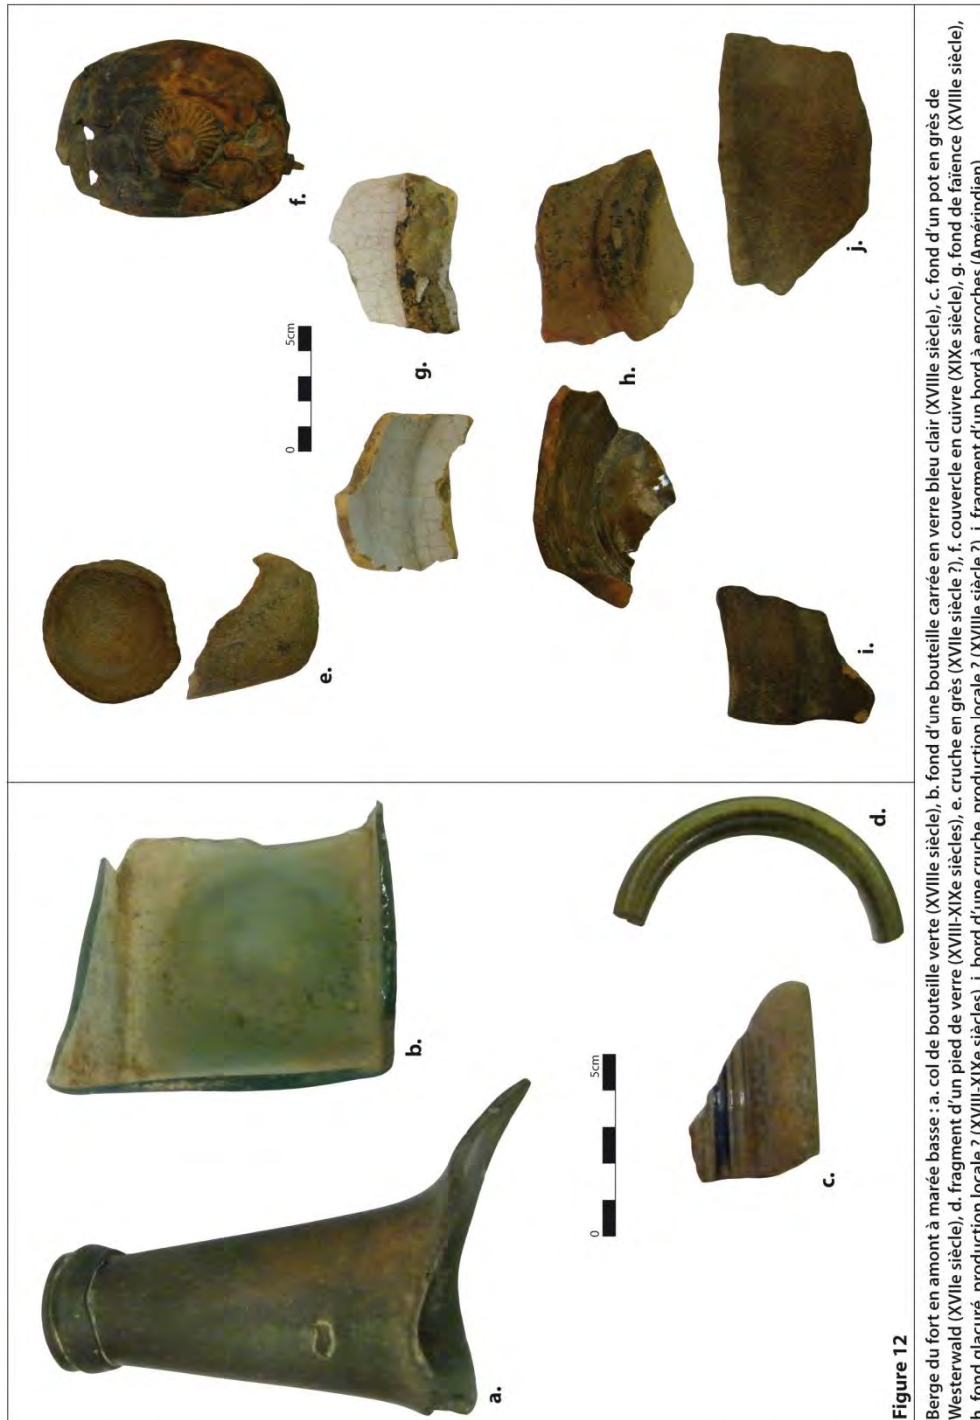 a.
b.
0 5cm
c.
d.
e.
f.
0 5cm
g.
h.
i.
j.
Figure 12
Berge du fort en amont à marée basse : a. col de bouteille verte (XVIIIe siècle), b. fond d'une bouteille carrée en verre bleu clair (XVIIIe siècle), c. fond d'un pot en grès de
Westerwald (XVIIe siècle), d. fragment d'un pied de verre (XVIII-XIXe siècles), e. cruche en grès (XVIIe siècle ?), f. couvercle en cuivre (XIXe siècle), g. fond de faïence (XVIIIe siècle),
h. fond glaçuré, production locale ? (XVIII-XIXe siècles), i. bord d'une cruche, production locale ? (XVIIIe siècle ?), j. fragment d'un bord à encoches (Amérindien)